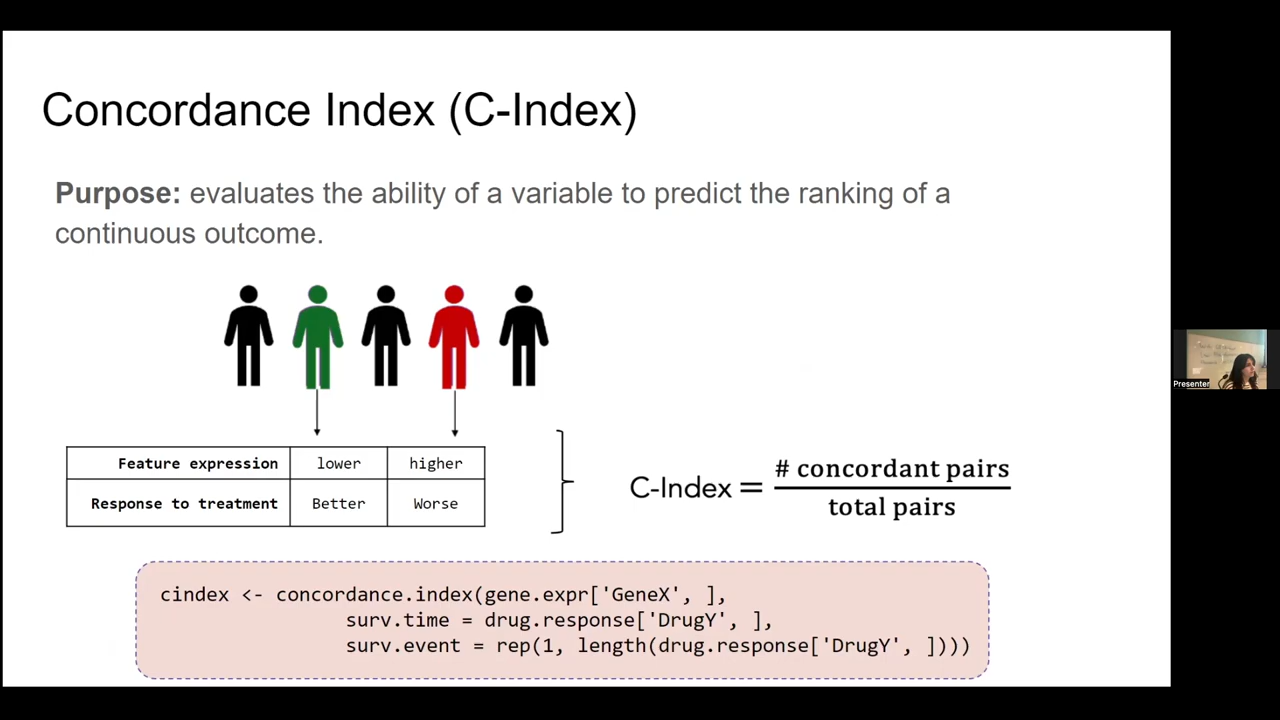 Concordance Index (C-Index)
Purpose: evaluates the ability of a variable to predict the ranking of a
continuous outcome.
Feature expression lower higher
Response to treatment Better Worse
C-Index = # concordant pairs
total pairs
cindex <- concordance.index(gene.expr['GeneX', ],
surv.time = drug.response['DrugY', ],
surv.event = rep(1, length(drug.response['DrugY', ])))
Presenter